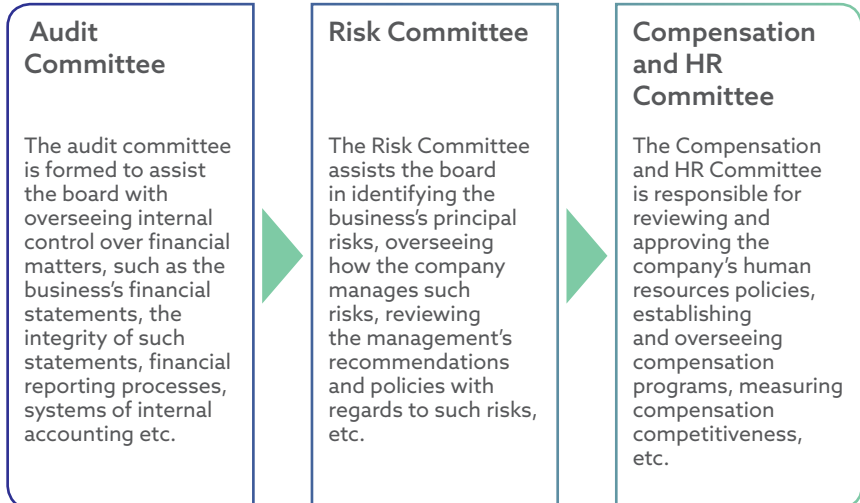 Audit
Committee
The audit committee
is formed to assist
the board with
overseeing internal
control over financial
matters, such as the
business's financial
statements, the
integrity of such
statements, financial
reporting processes,
systems of internal
accounting etc.
Risk Committee
The Risk Committee
assists the board
in identifying the
business's principal
risks, overseeing
how the company
manages such
risks, reviewing
the management's
recommendations
and policies with
regards to such risks,
etc.
Compensation
and HR
Committee
The Compensation
and HR Committee
is responsible for
reviewing and
approving the
company's human
resources policies,
establishing
and overseeing
compensation
programs, measuring
compensation
competitiveness,
etc.